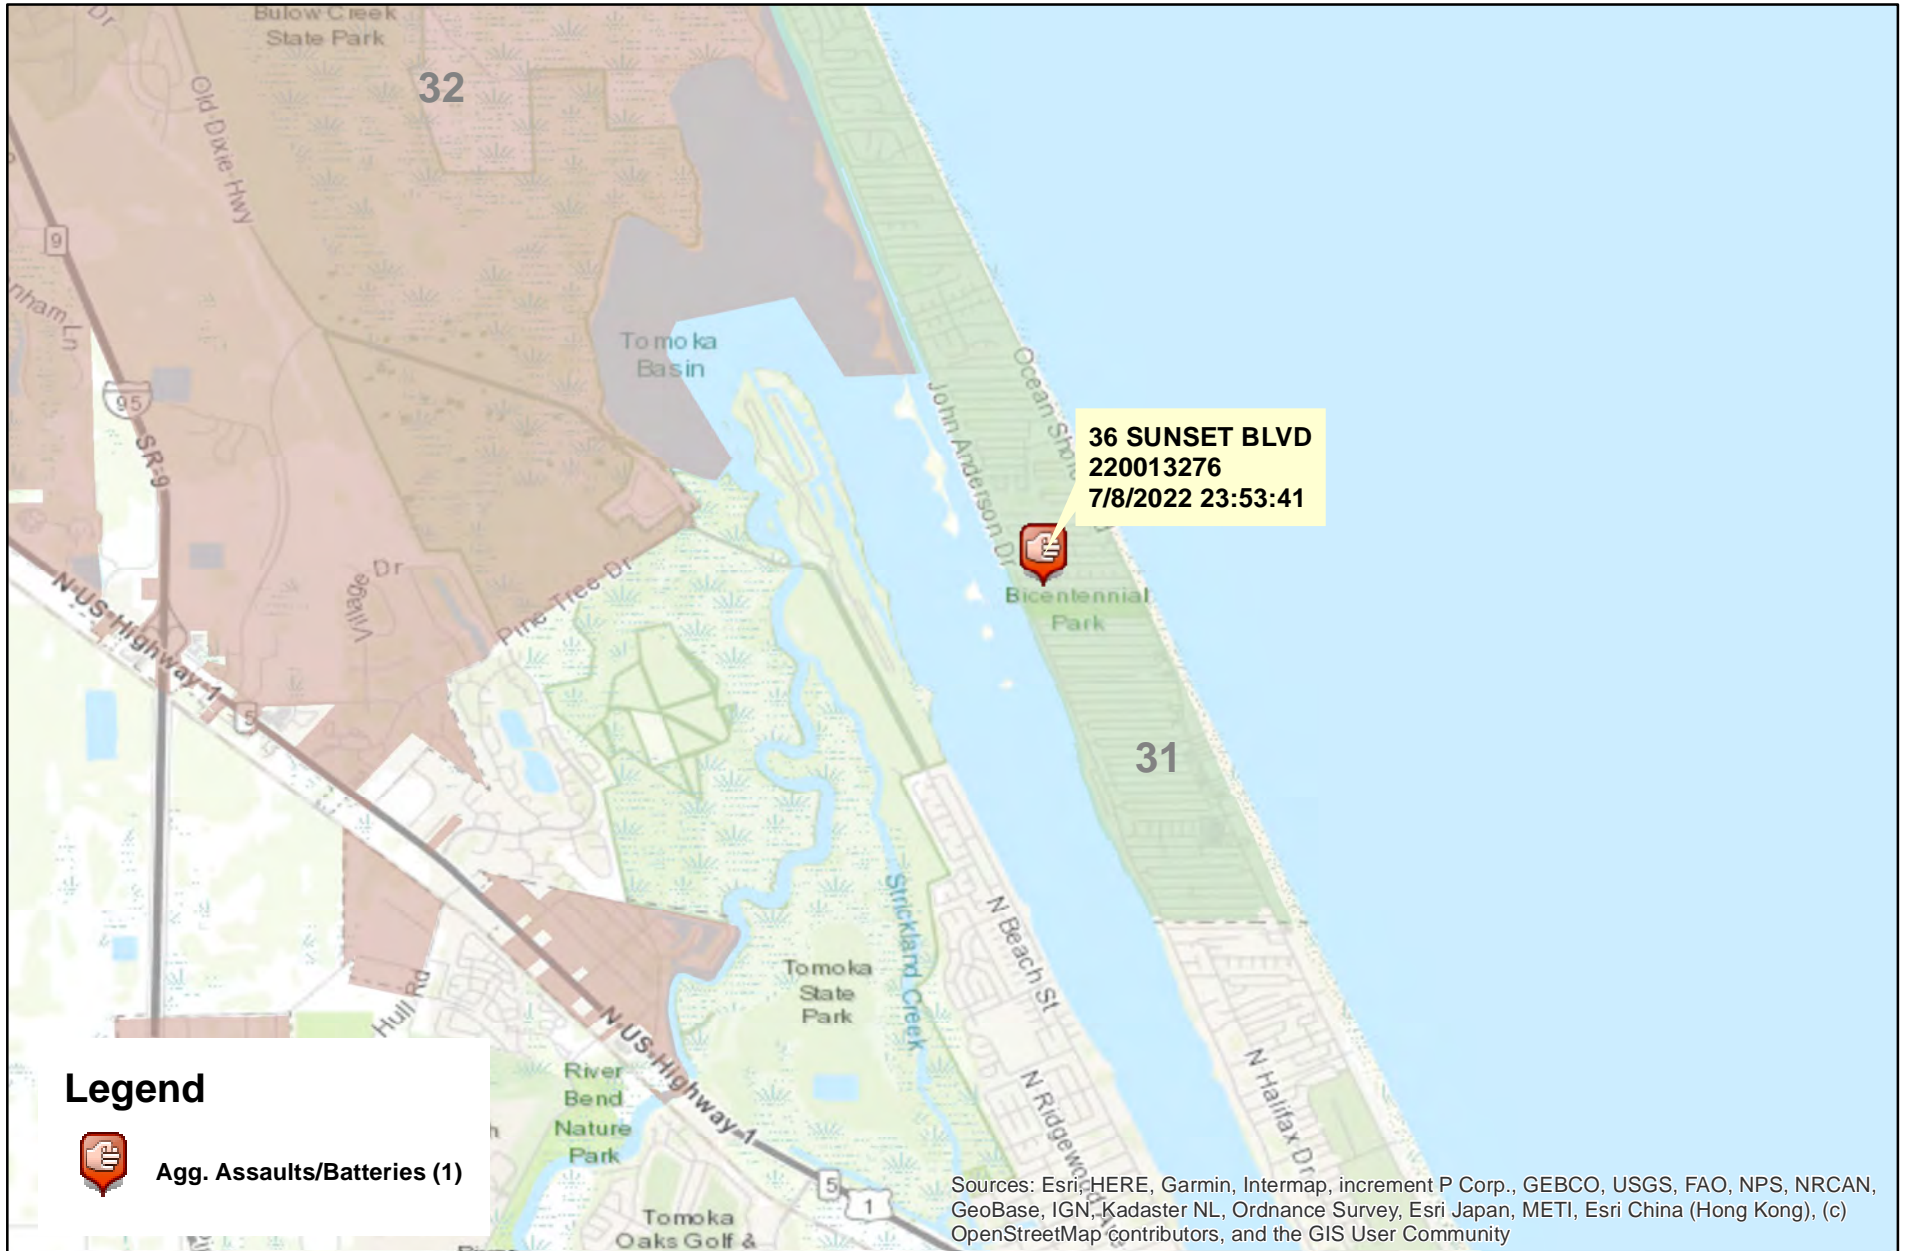 Dr
Bulow Creek
State Park
32
Old Dixie Hwy
9
Tomoka
Basin
Ocean Shore
John Anderson Dr
36 SUNSET BLVD
220013276
7/8/2022 23:53:41
95
SR-9
Village Dr
Pine Tree Dr
N US Highway 1
5
Bicentennial
Park
31
Strickland Creek
N Beach St
Tomoka
State
Park
Hull Rd
N US Highway 1
River
Bend
Nature
Park
N Ridgewood Ave
N Halifax Dr
5
1
Tomoka
Oaks Golf &
Legend
Agg. Assaults/Batteries (1)
Sources: Esri, HERE, Garmin, Intermap, increment P Corp., GEBCO, USGS, FAO, NPS, NRCAN,
GeoBase, IGN, Kadaster NL, Ordnance Survey, Esri Japan, METI, Esri China (Hong Kong), (c)
OpenStreetMap contributors, and the GIS User Community